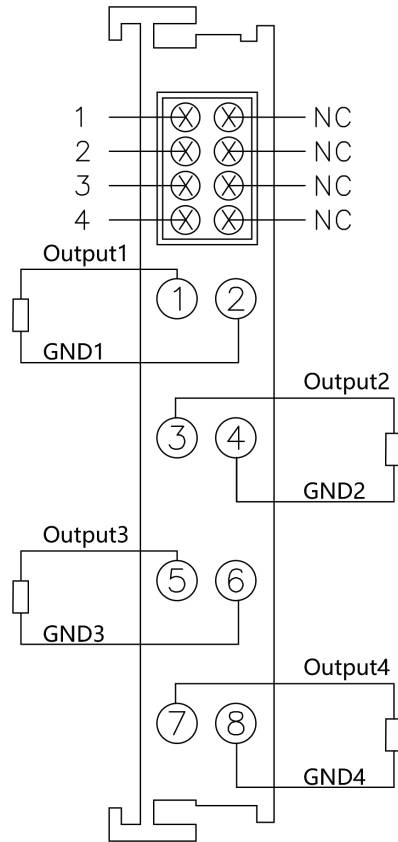 1 NC
2 NC
3 NC
4 NC
Output1
1 2
GND1
Output2
3 4
GND2
Output3
5 6
GND3
Output4
7 8
GND4